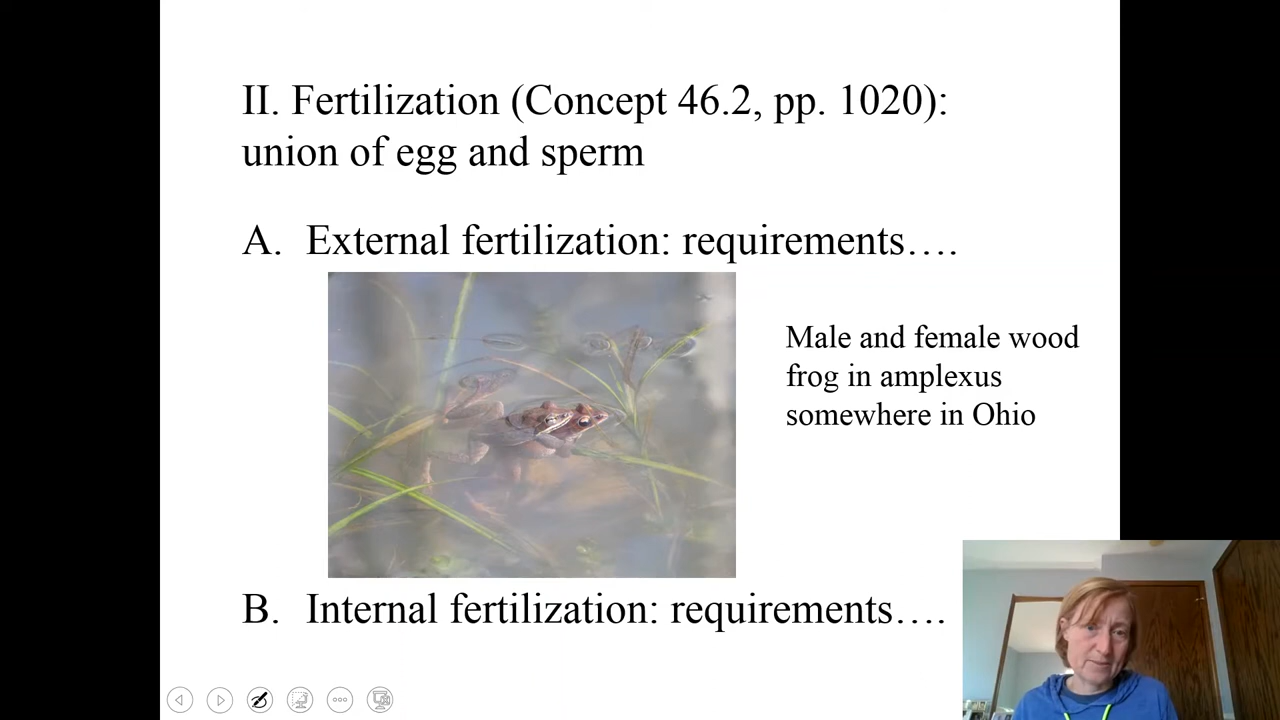 II. Fertilization (Concept 46.2, pp. 1020):
union of egg and sperm
A. External fertilization: requirements….
Male and female wood
frog in amplexus
somewhere in Ohio
B. Internal fertilization: requirements….